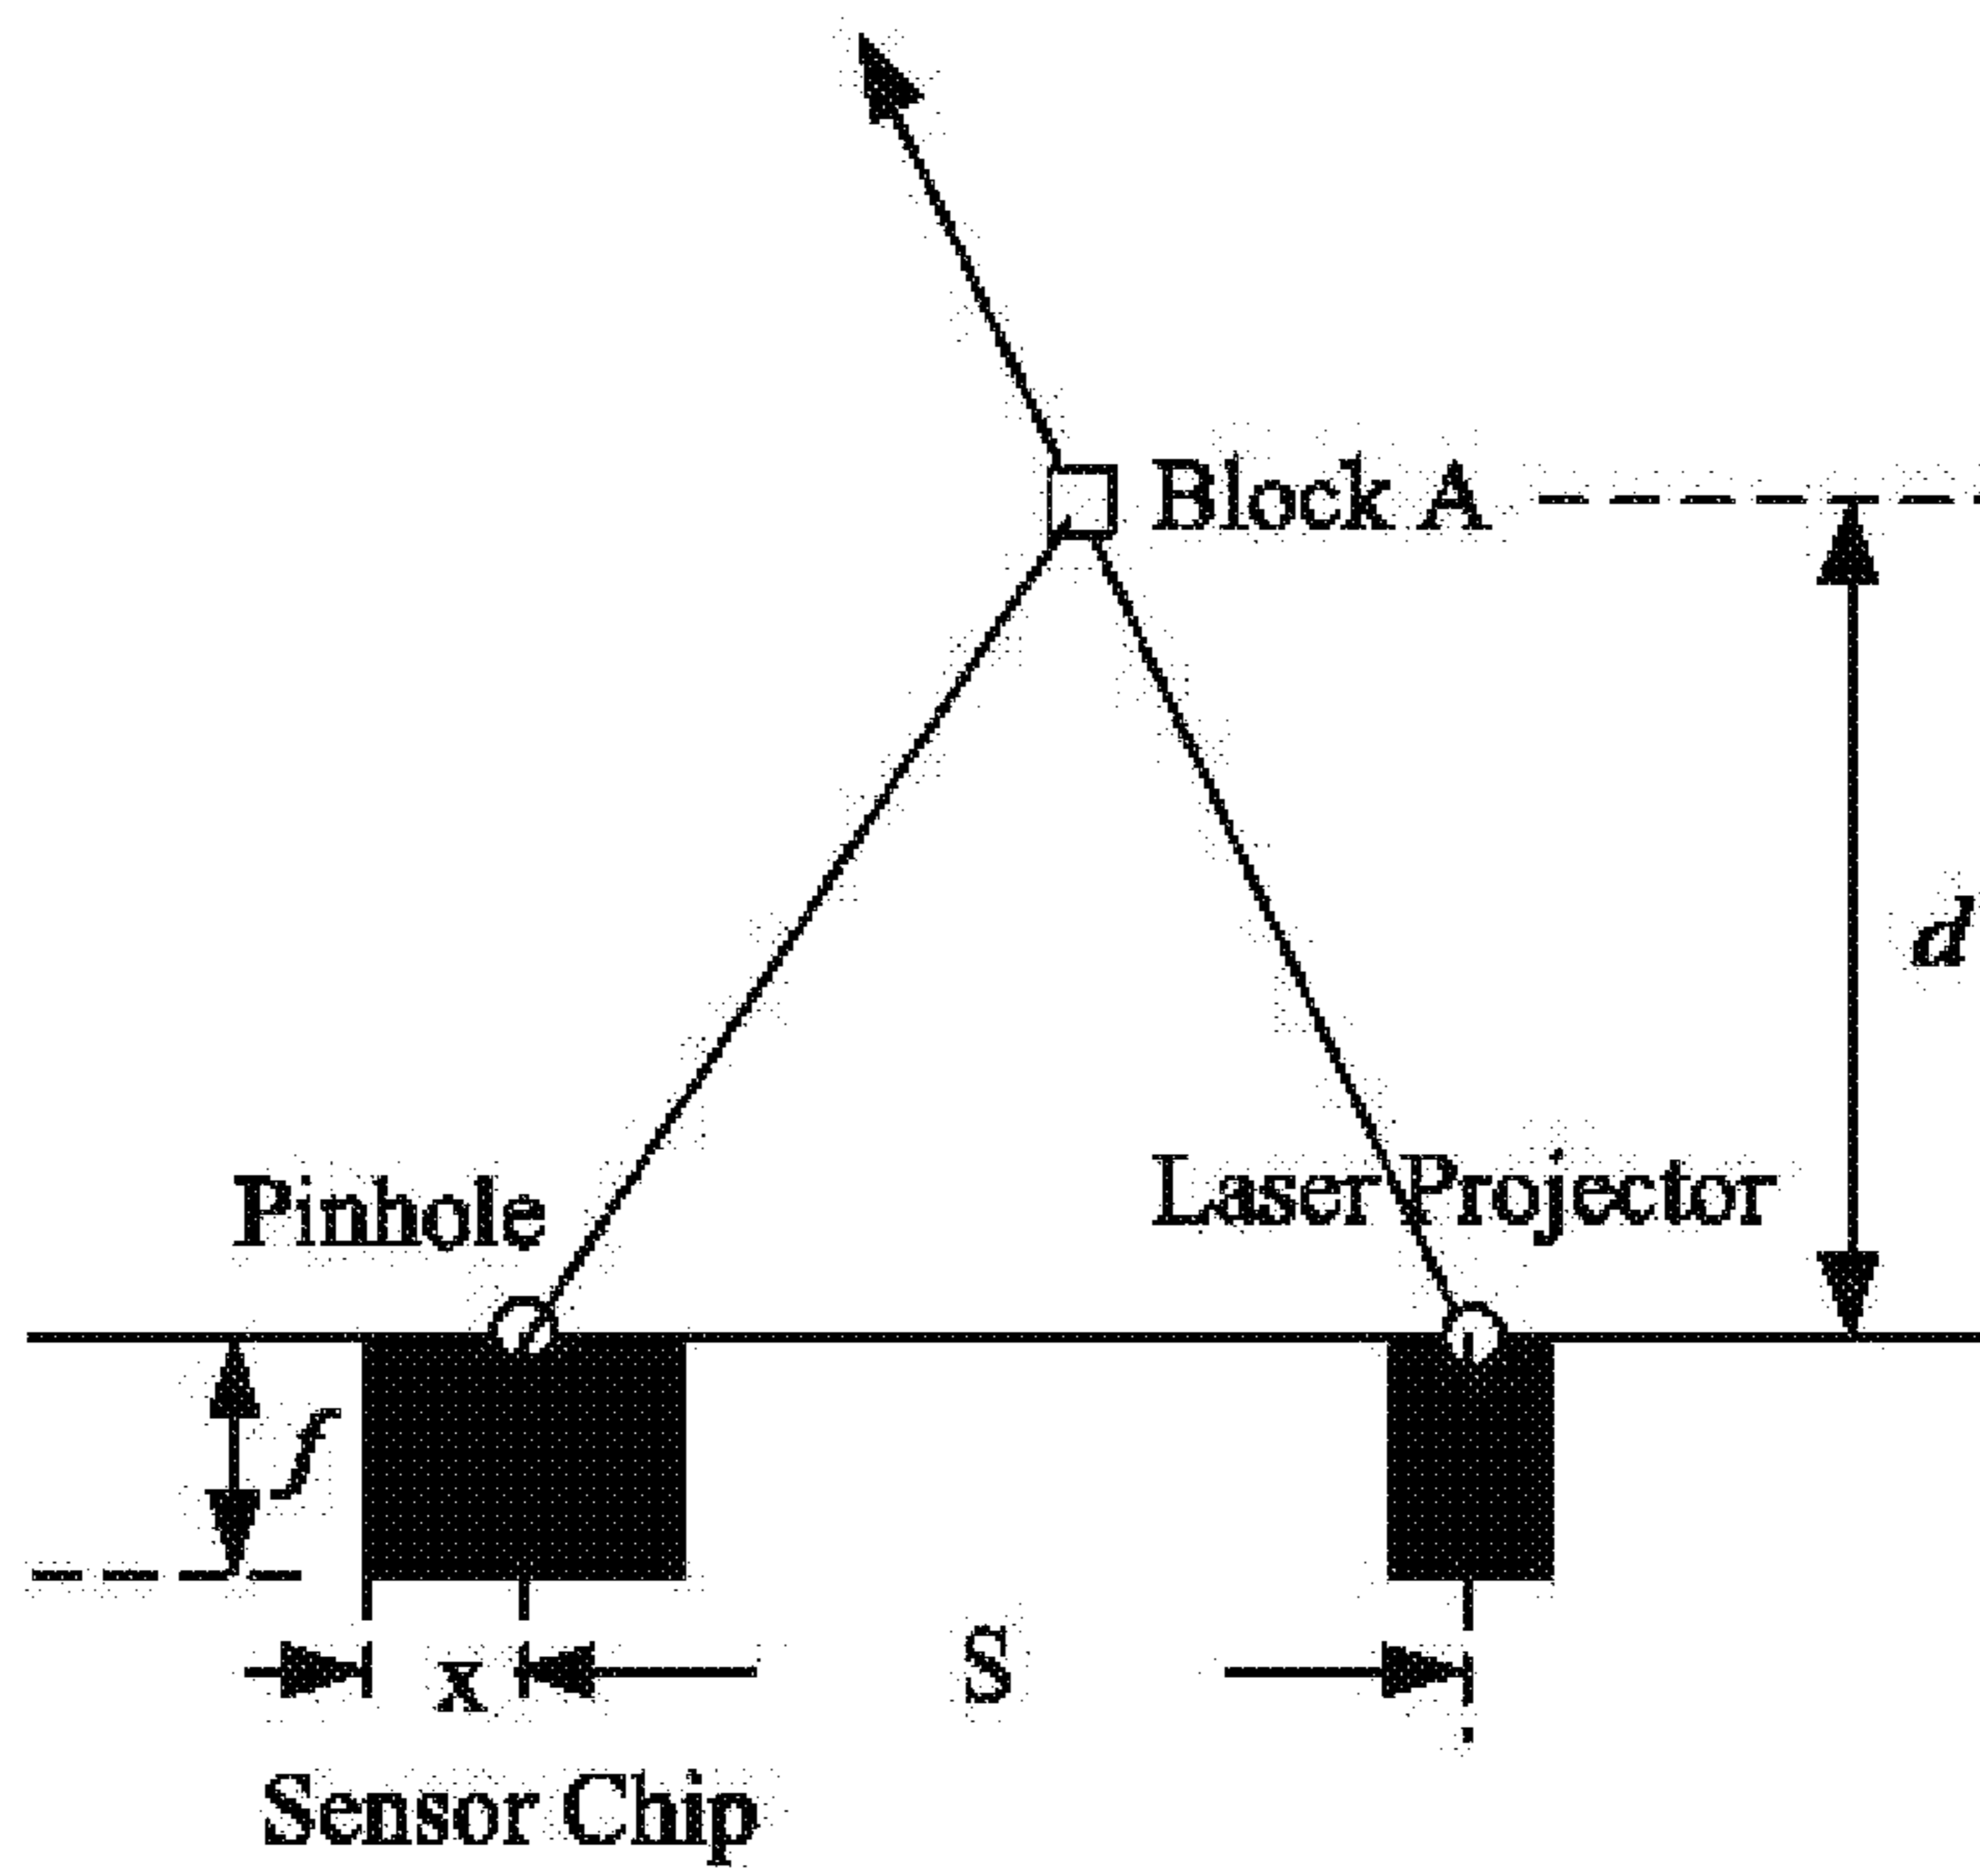 Block A
d
Pinhole
Laser Projector
f
x
S
Sensor Chip